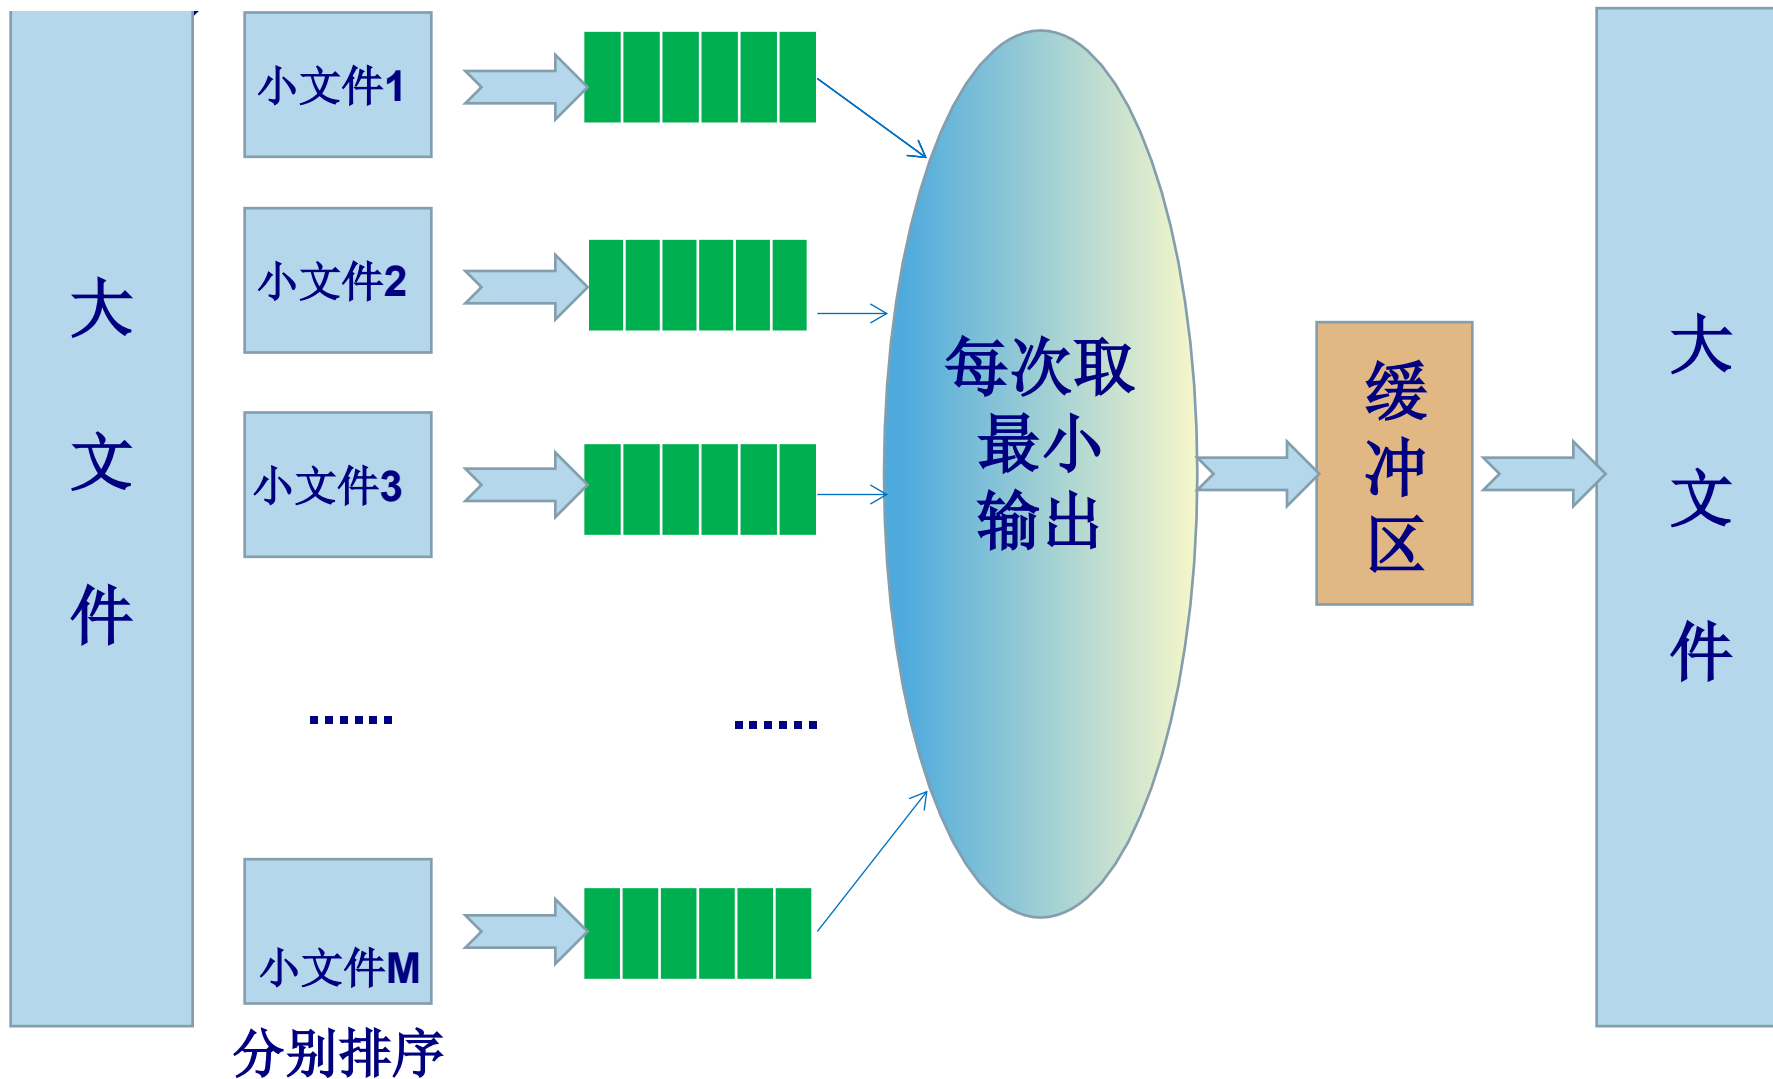 大
文
件
小文件1
小文件2
小文件3
……
小文件M
分别排序
……
每次取
最小
输出
缓
冲
区
大
文
件